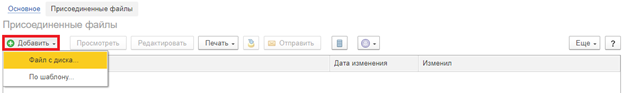 Основное Присоединенные файлы
Присоединенные файлы
Добавить Просмотреть Редактировать Печать Отправить Еще ?
Файл с диска...
Дата изменения Изменил
По шаблону...